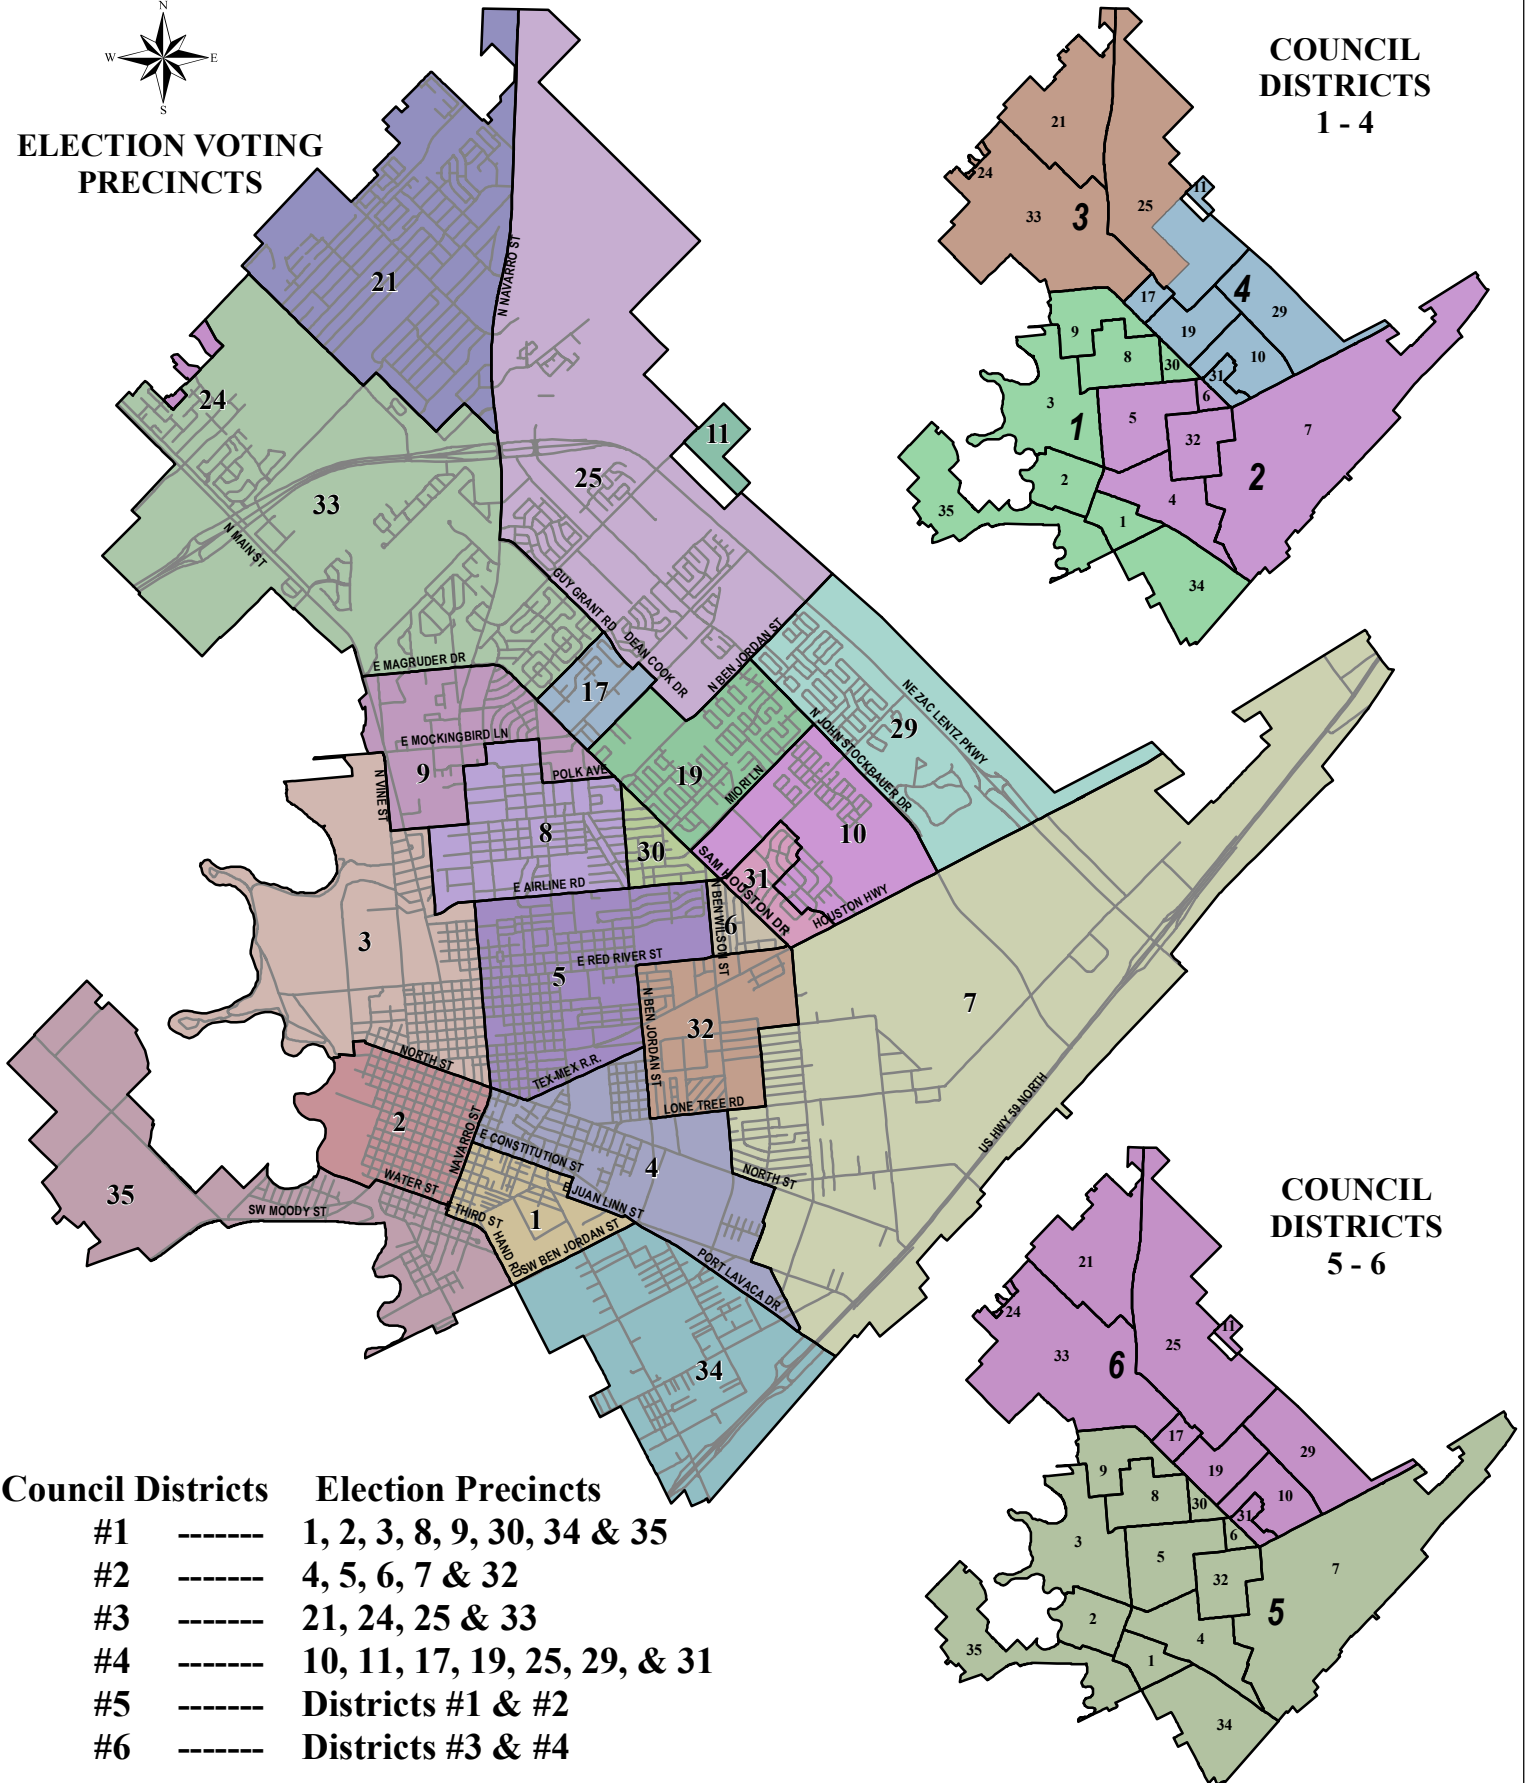 N
W E
S
ELECTION VOTING
PRECINCTS
21
24
33
25
11
N NAVARRO ST
N MAIN ST
GUY GRANT RD
DEAN COOK DR
N BEN JORDAN ST
E MAGRUDER DR
17
29
NE ZAC LENTZ PKWY
N JOHN STOCKBAUER DR
E MOCKINGBIRD LN
9
POLK AVE
19
MIORI LN
N VINE ST
8
30
10
31
SAM HOUSTON DR
HOUSTON HWY
E AIRLINE RD
N BEN WILSON ST
6
3
5
E RED RIVER ST
7
32
N BEN JORDAN ST
NORTH ST
TEX-MEX R.R.
LONE TREE RD
US HWY 59 NORTH
2
NAVARRO ST
E CONSTITUTION ST
4
NORTH ST
WATER ST
35
SW MOODY ST
E THIRD ST
HAND RD
1
E JUAN LINN ST
SW BEN JORDAN ST
PORT LAVACA DR
34
COUNCIL
DISTRICTS
1 - 4
21
24
11
33
3
25
17
4
29
9
19
8
30
10
31
6
3
1
5
7
32
2
2
4
35
1
34
COUNCIL
DISTRICTS
5 - 6
21
24
11
33
6
25
17
29
9
19
8
30
10
31
6
3
5
7
32
5
2
4
35
1
34
Council Districts Election Precincts
#1 ------- 1, 2, 3, 8, 9, 30, 34 & 35
#2 ------- 4, 5, 6, 7 & 32
#3 ------- 21, 24, 25 & 33
#4 ------- 10, 11, 17, 19, 25, 29, & 31
#5 ------- Districts #1 & #2
#6 ------- Districts #3 & #4